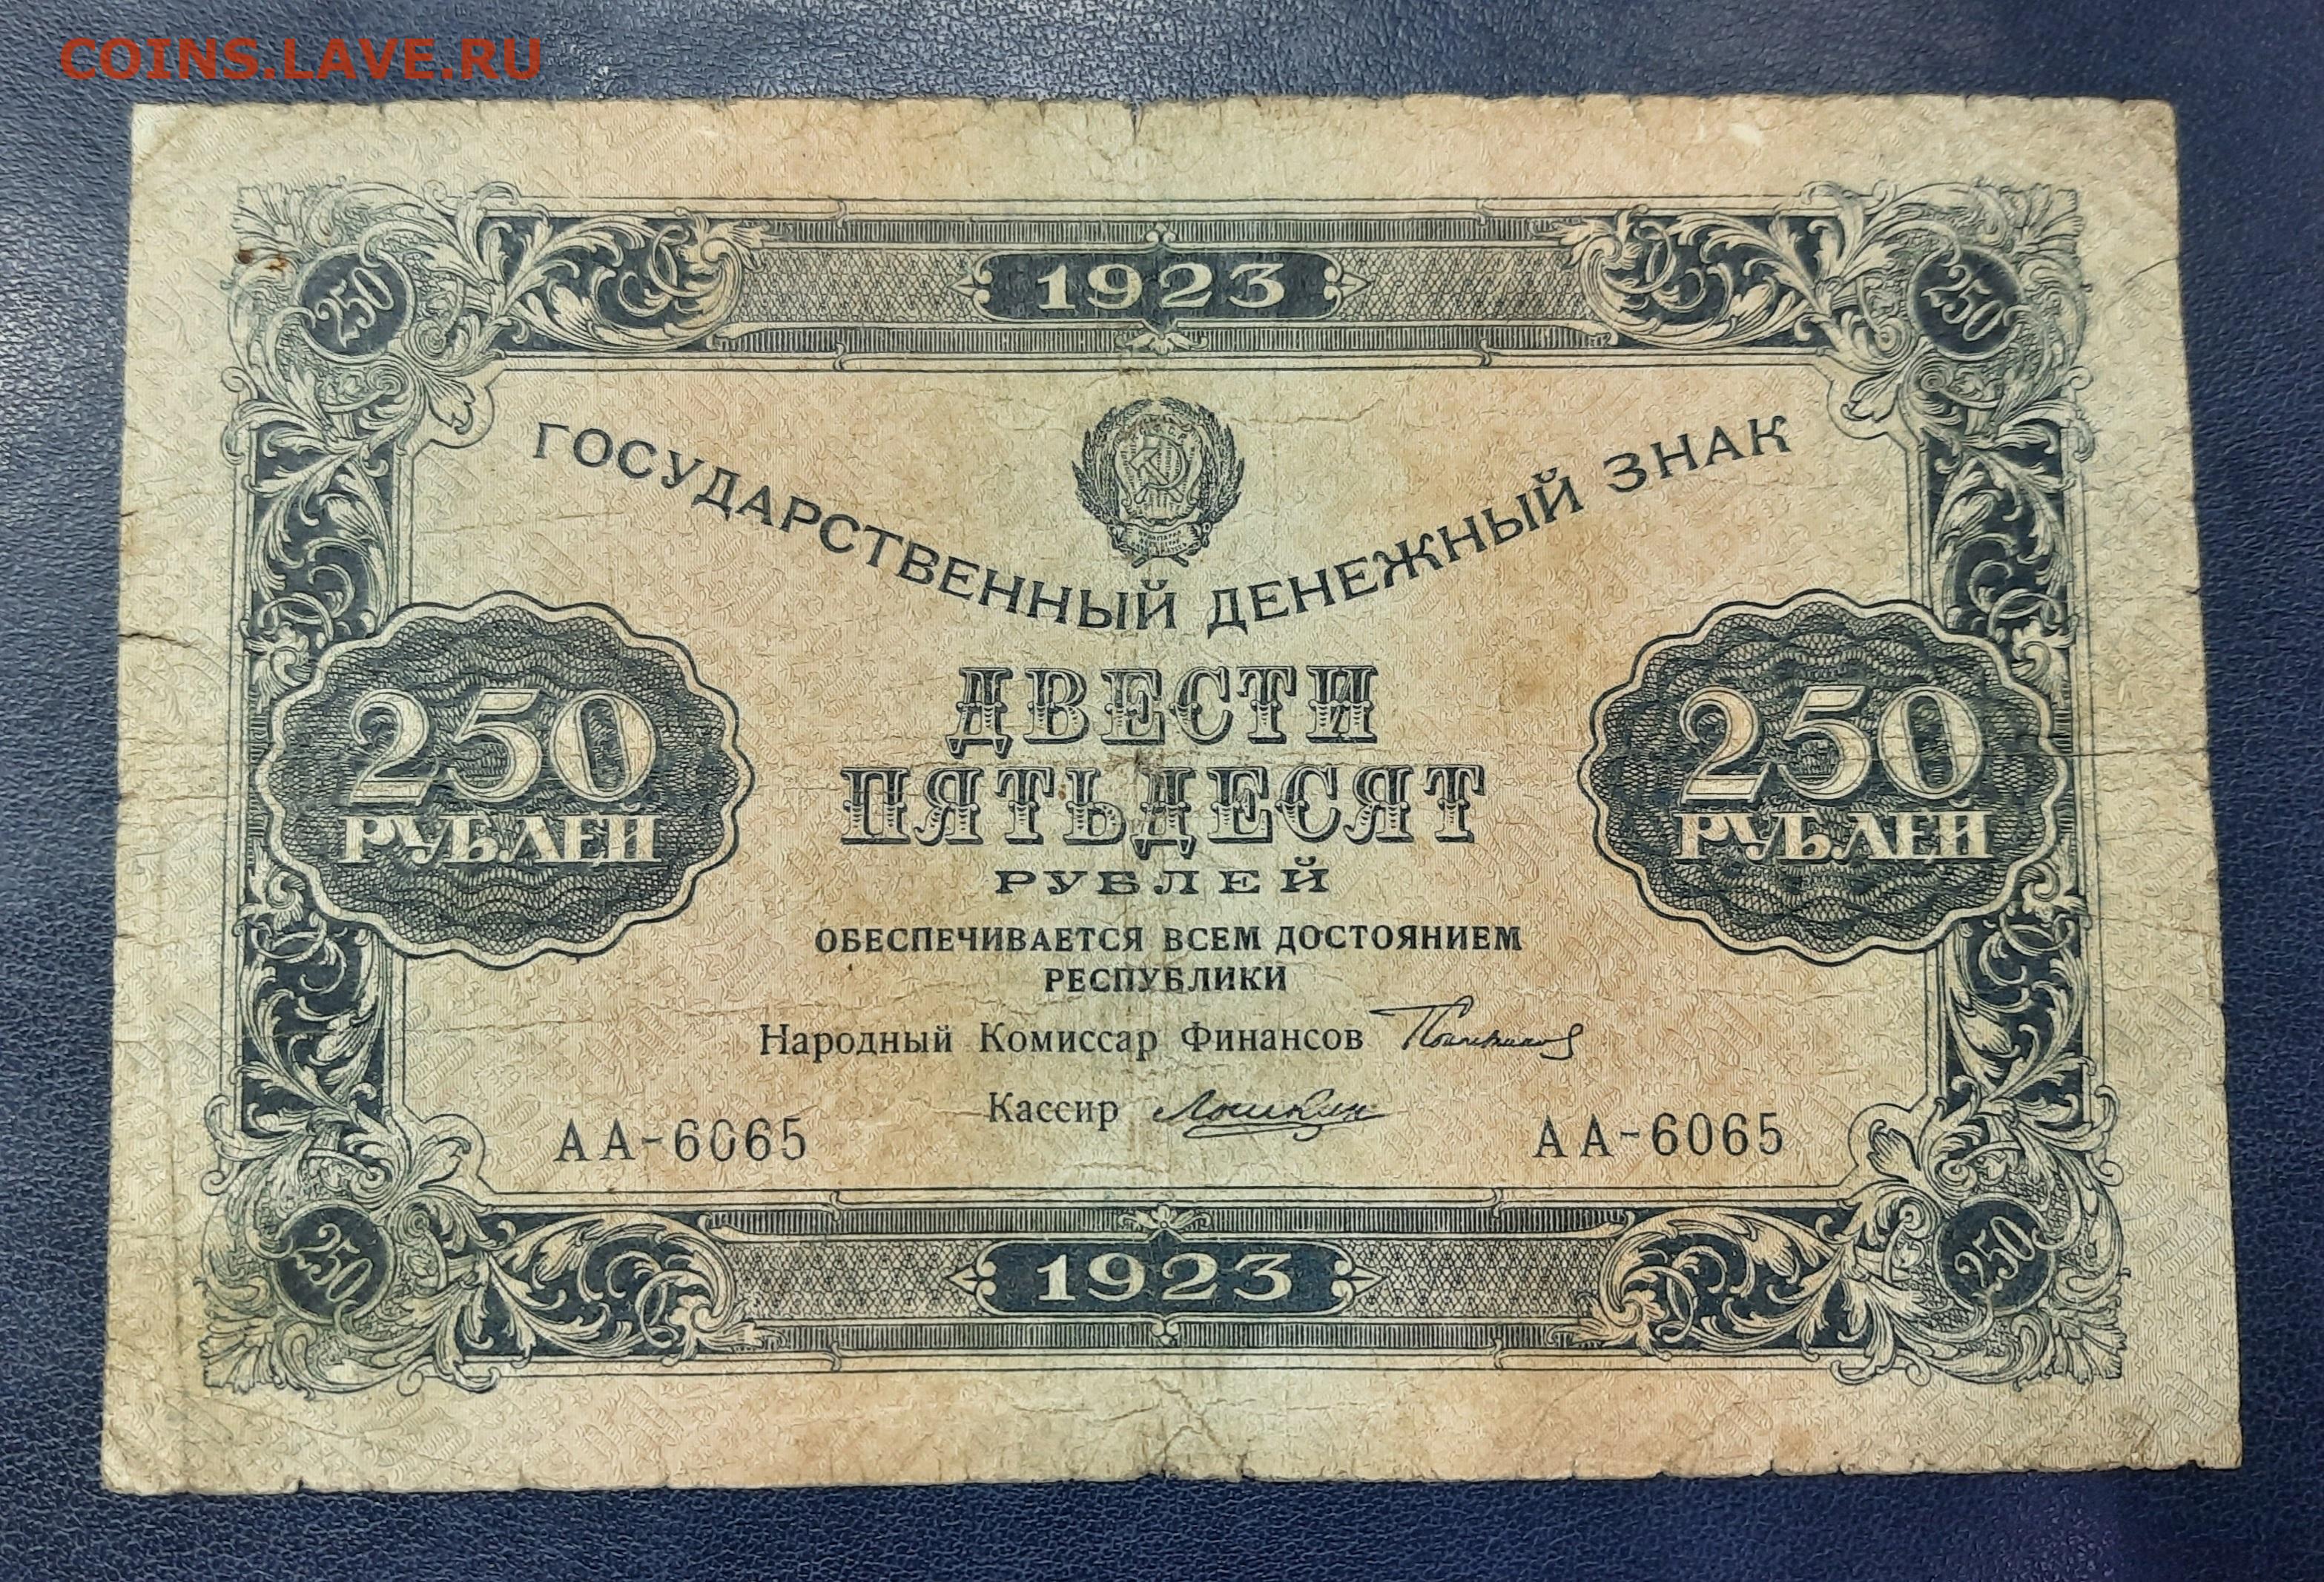 COINS.LAVE.RU
1923
250 250
ГОСУДАРСТВЕННЫЙ ДЕНЕЖНЫЙ ЗНАК
ДВЕСТИ
ПЯТЬДЕСЯТ
РУБЛЕЙ
250
РУБЛЕЙ
250
РУБЛЕЙ
ОБЕСПЕЧИВАЕТСЯ ВСЕМ ДОСТОЯНИЕМ
РЕСПУБЛИКИ
Народный Комиссар Финансов
Кассир
АА-6065 АА-6065
250 250
1923